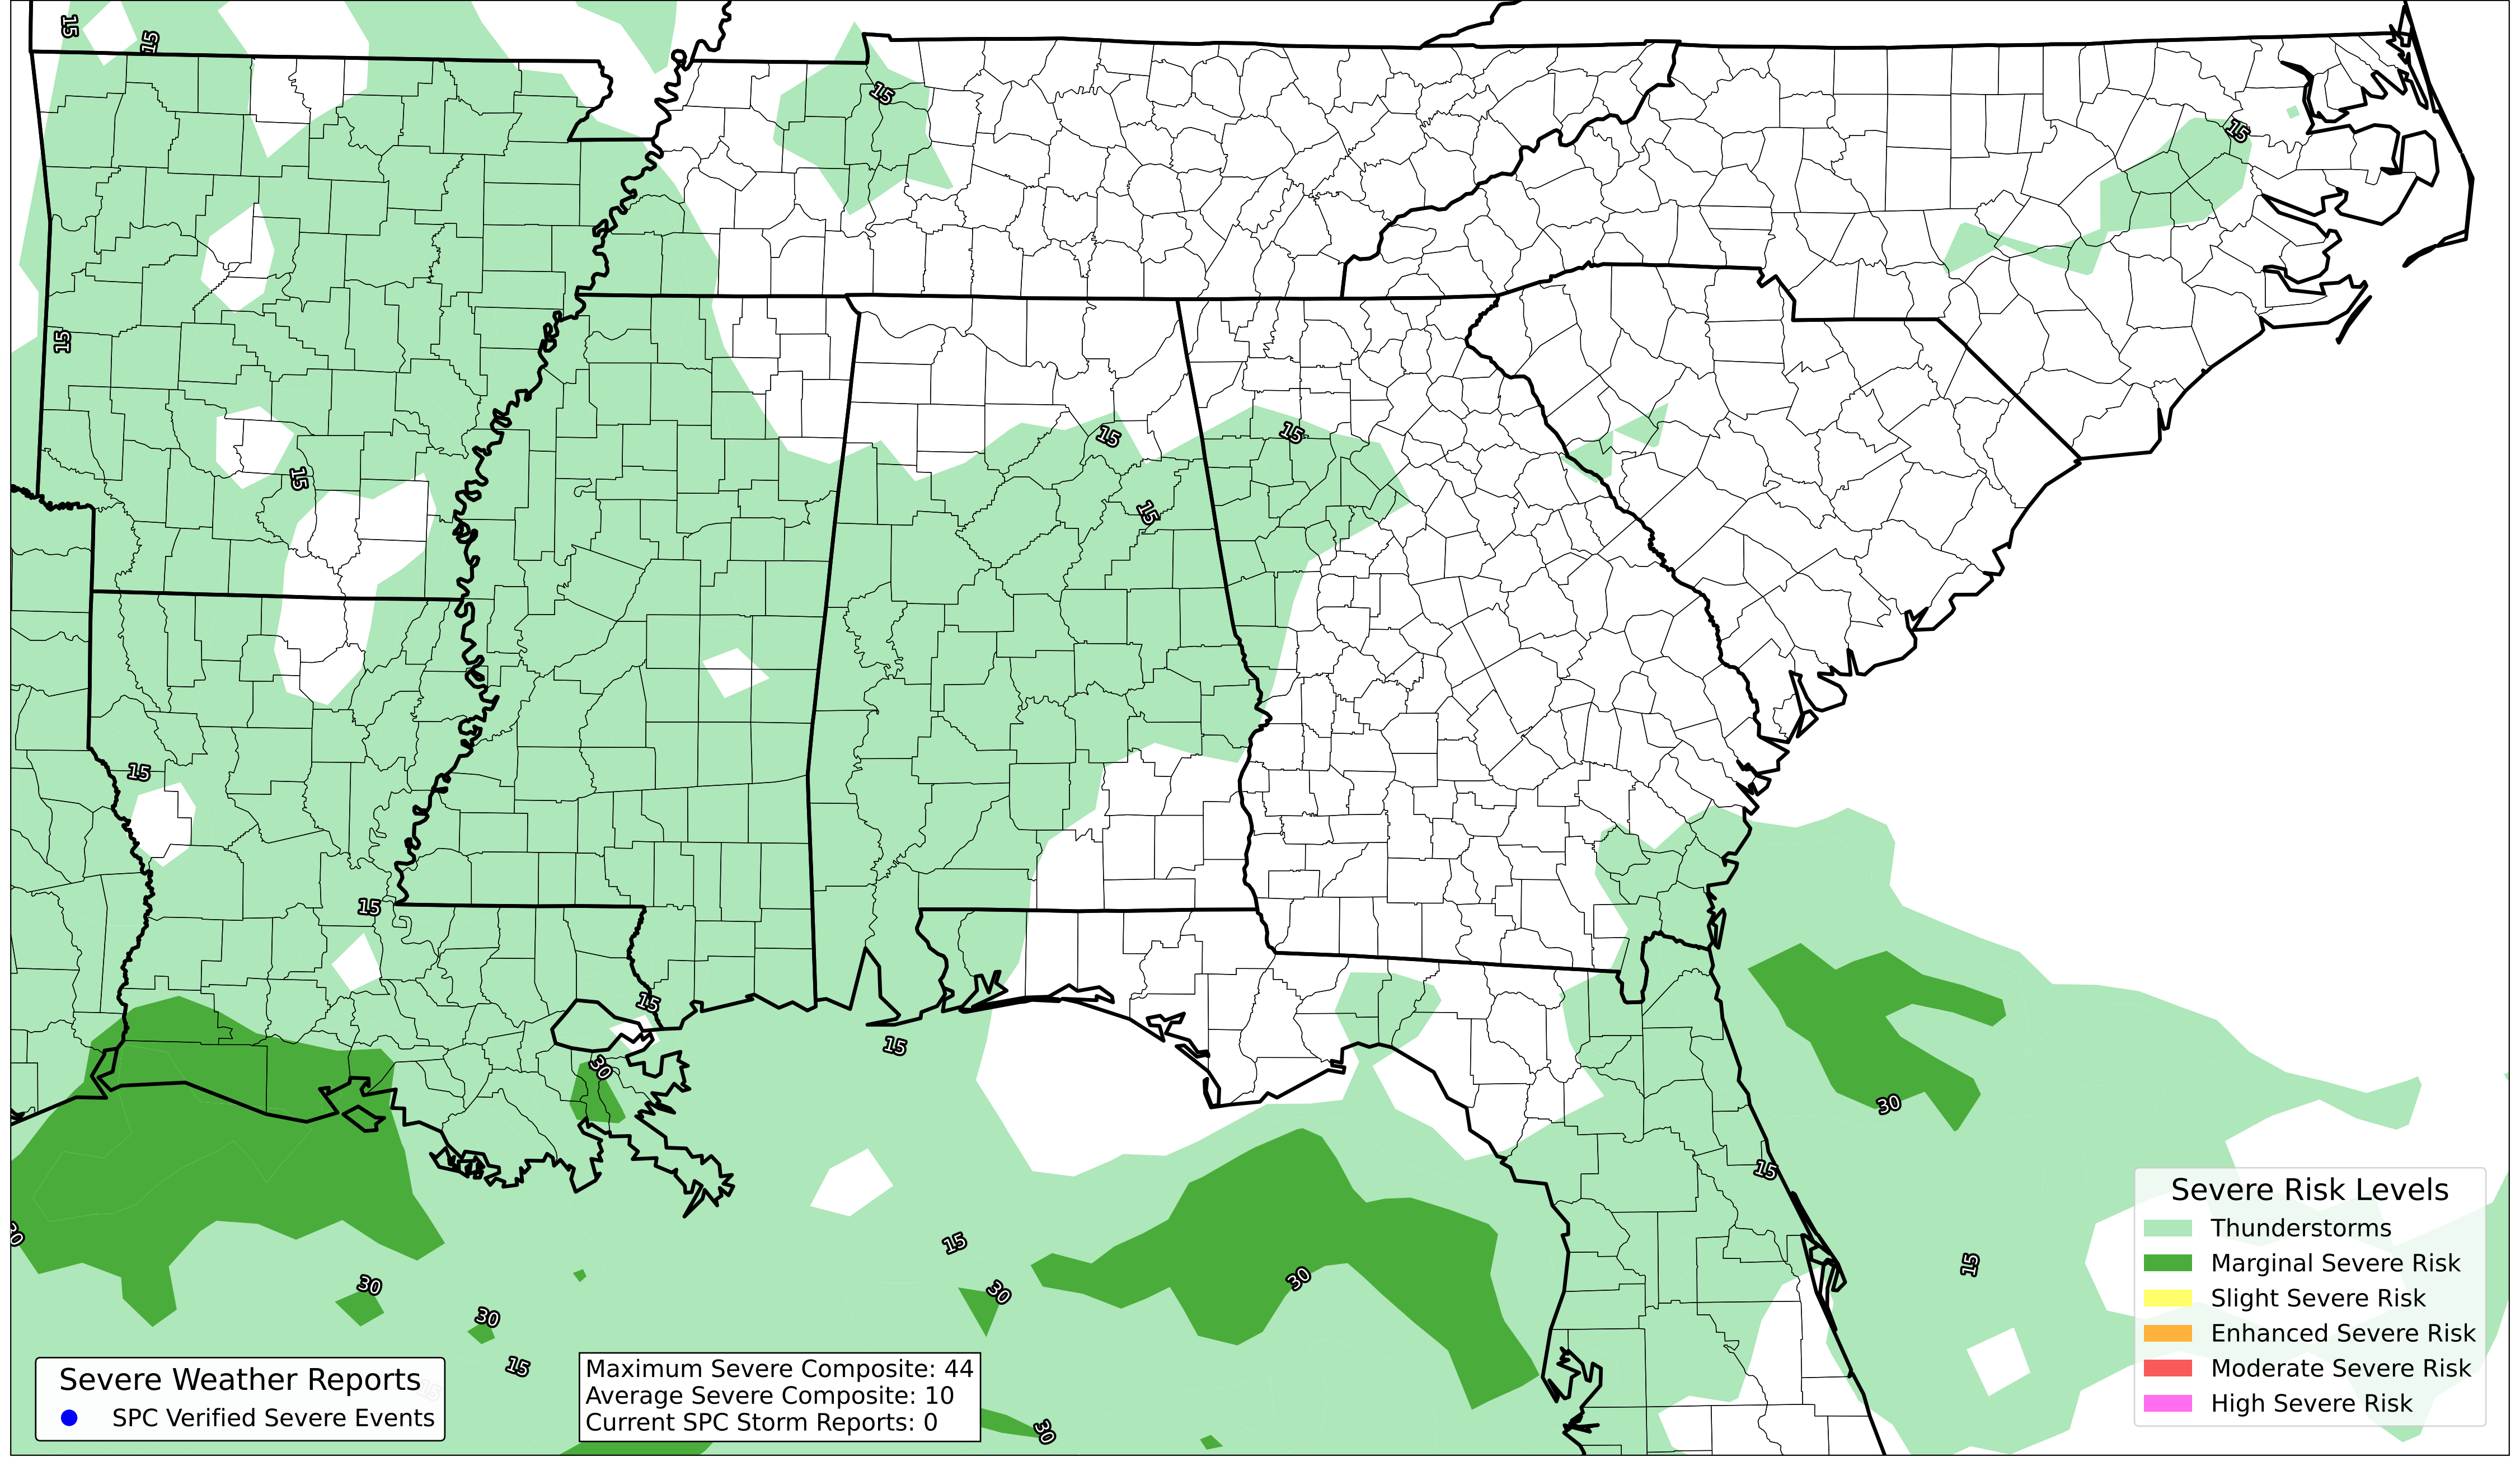 15
15
15
15
15
15
15
15
15
15
15
15
15
30
15
30
15
30
15
15
30
30
30
30
15
30
Severe Risk Levels
Thunderstorms
Marginal Severe Risk
Slight Severe Risk
Enhanced Severe Risk
Moderate Severe Risk
High Severe Risk
Severe Weather Reports
SPC Verified Severe Events
Maximum Severe Composite: 44
Average Severe Composite: 10
Current SPC Storm Reports: 0